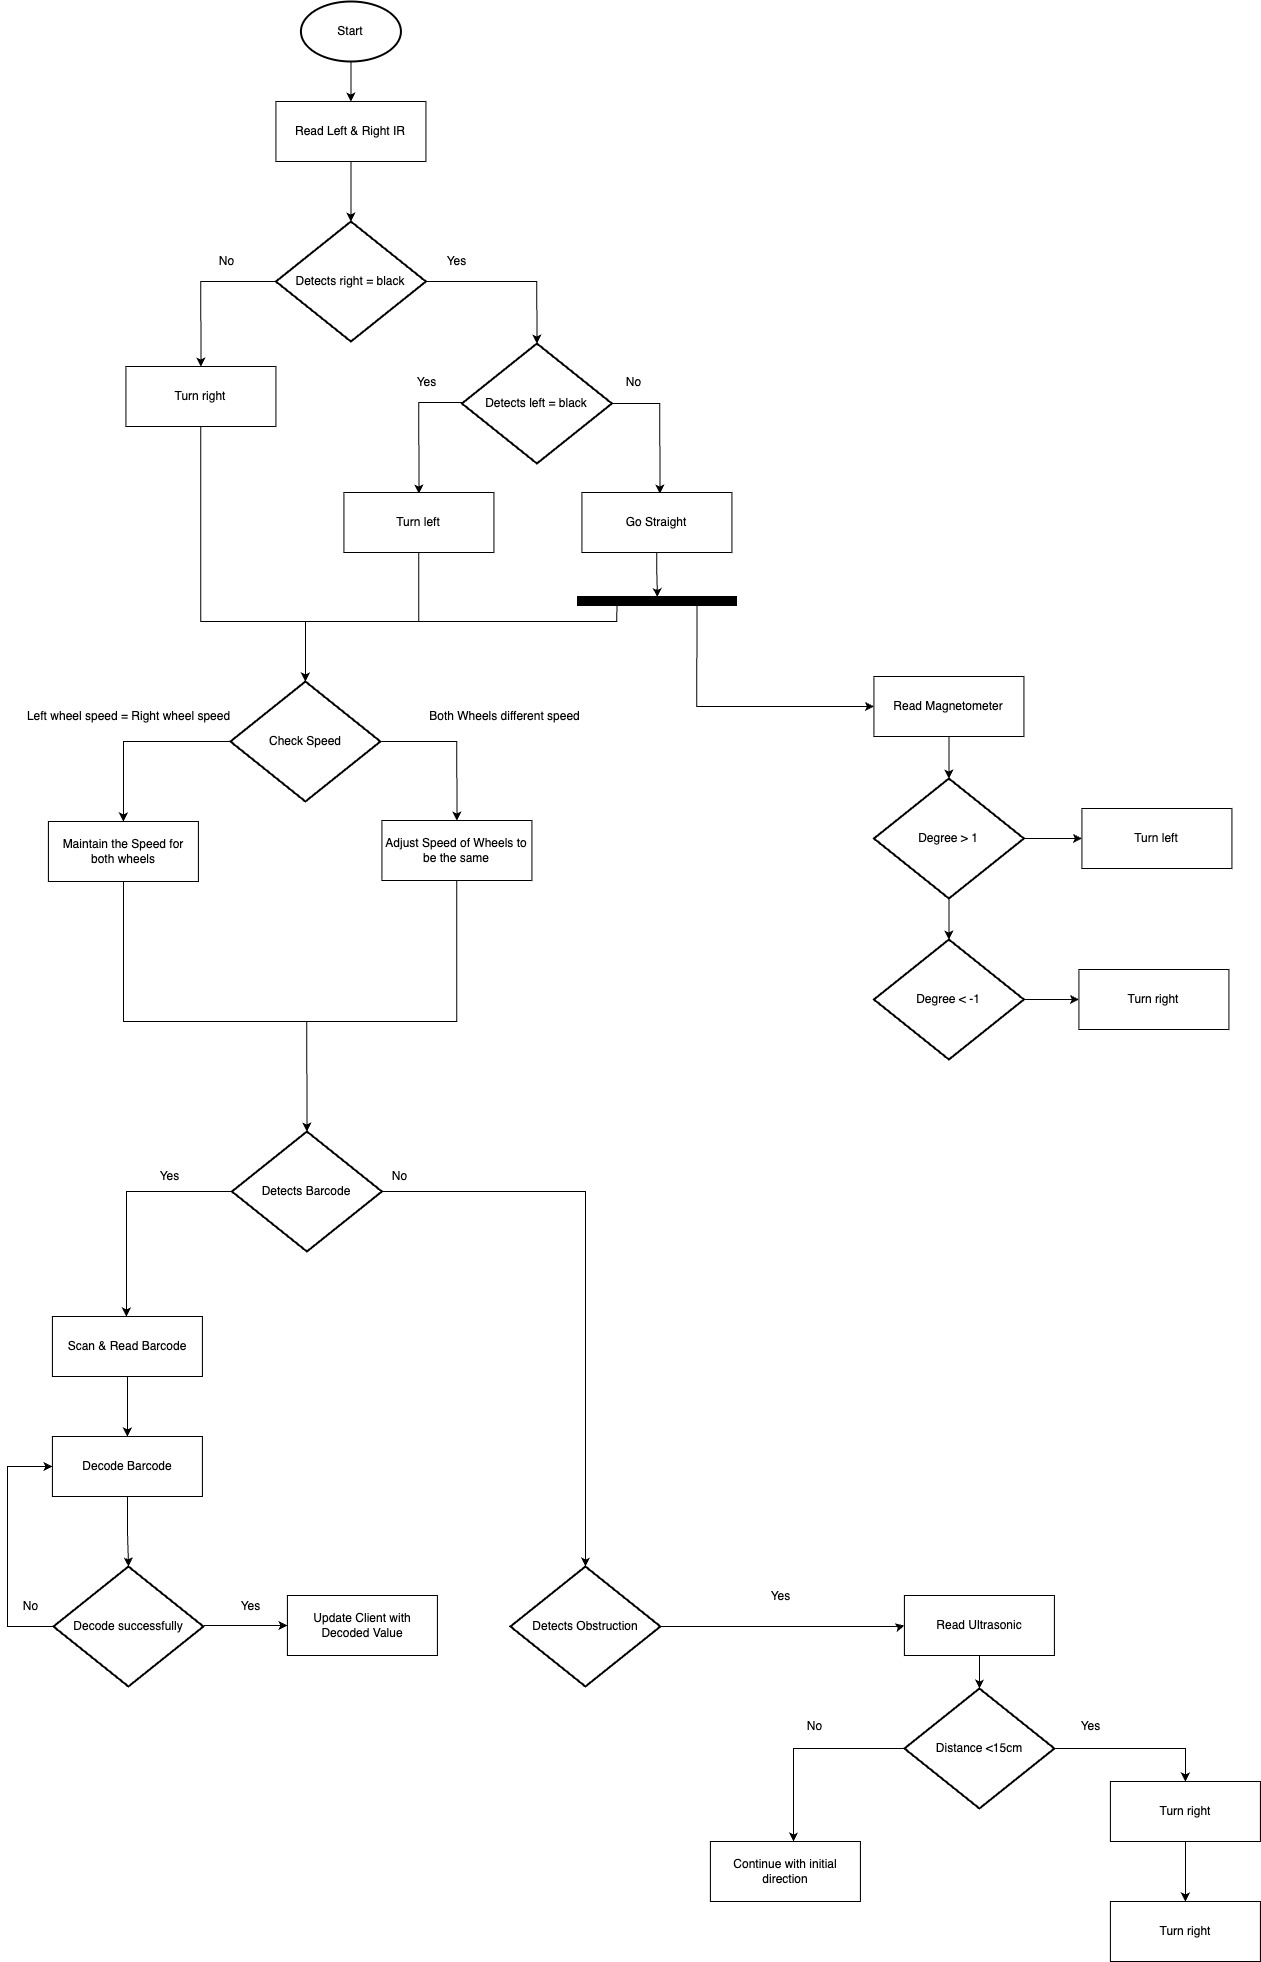 Start
Read Left & Right IR
No
Yes
Detects right = black
Yes
No
Turn right
Detects left = black
Turn left
Go Straight
Read Magnetometer
Left wheel speed = Right wheel speed
Both Wheels different speed
Check Speed
Maintain the Speed for
both wheels
Adjust Speed of Wheels to
be the same
Degree > 1
Turn left
Degree < -1
Turn right
Yes
No
Detects Barcode
Scan & Read Barcode
Decode Barcode
No
Decode successfully
Yes
Update Client with
Decoded Value
Detects Obstruction
Yes
Read Ultrasonic
No
Yes
Distance <15cm
Turn right
Continue with initial
direction
Turn right